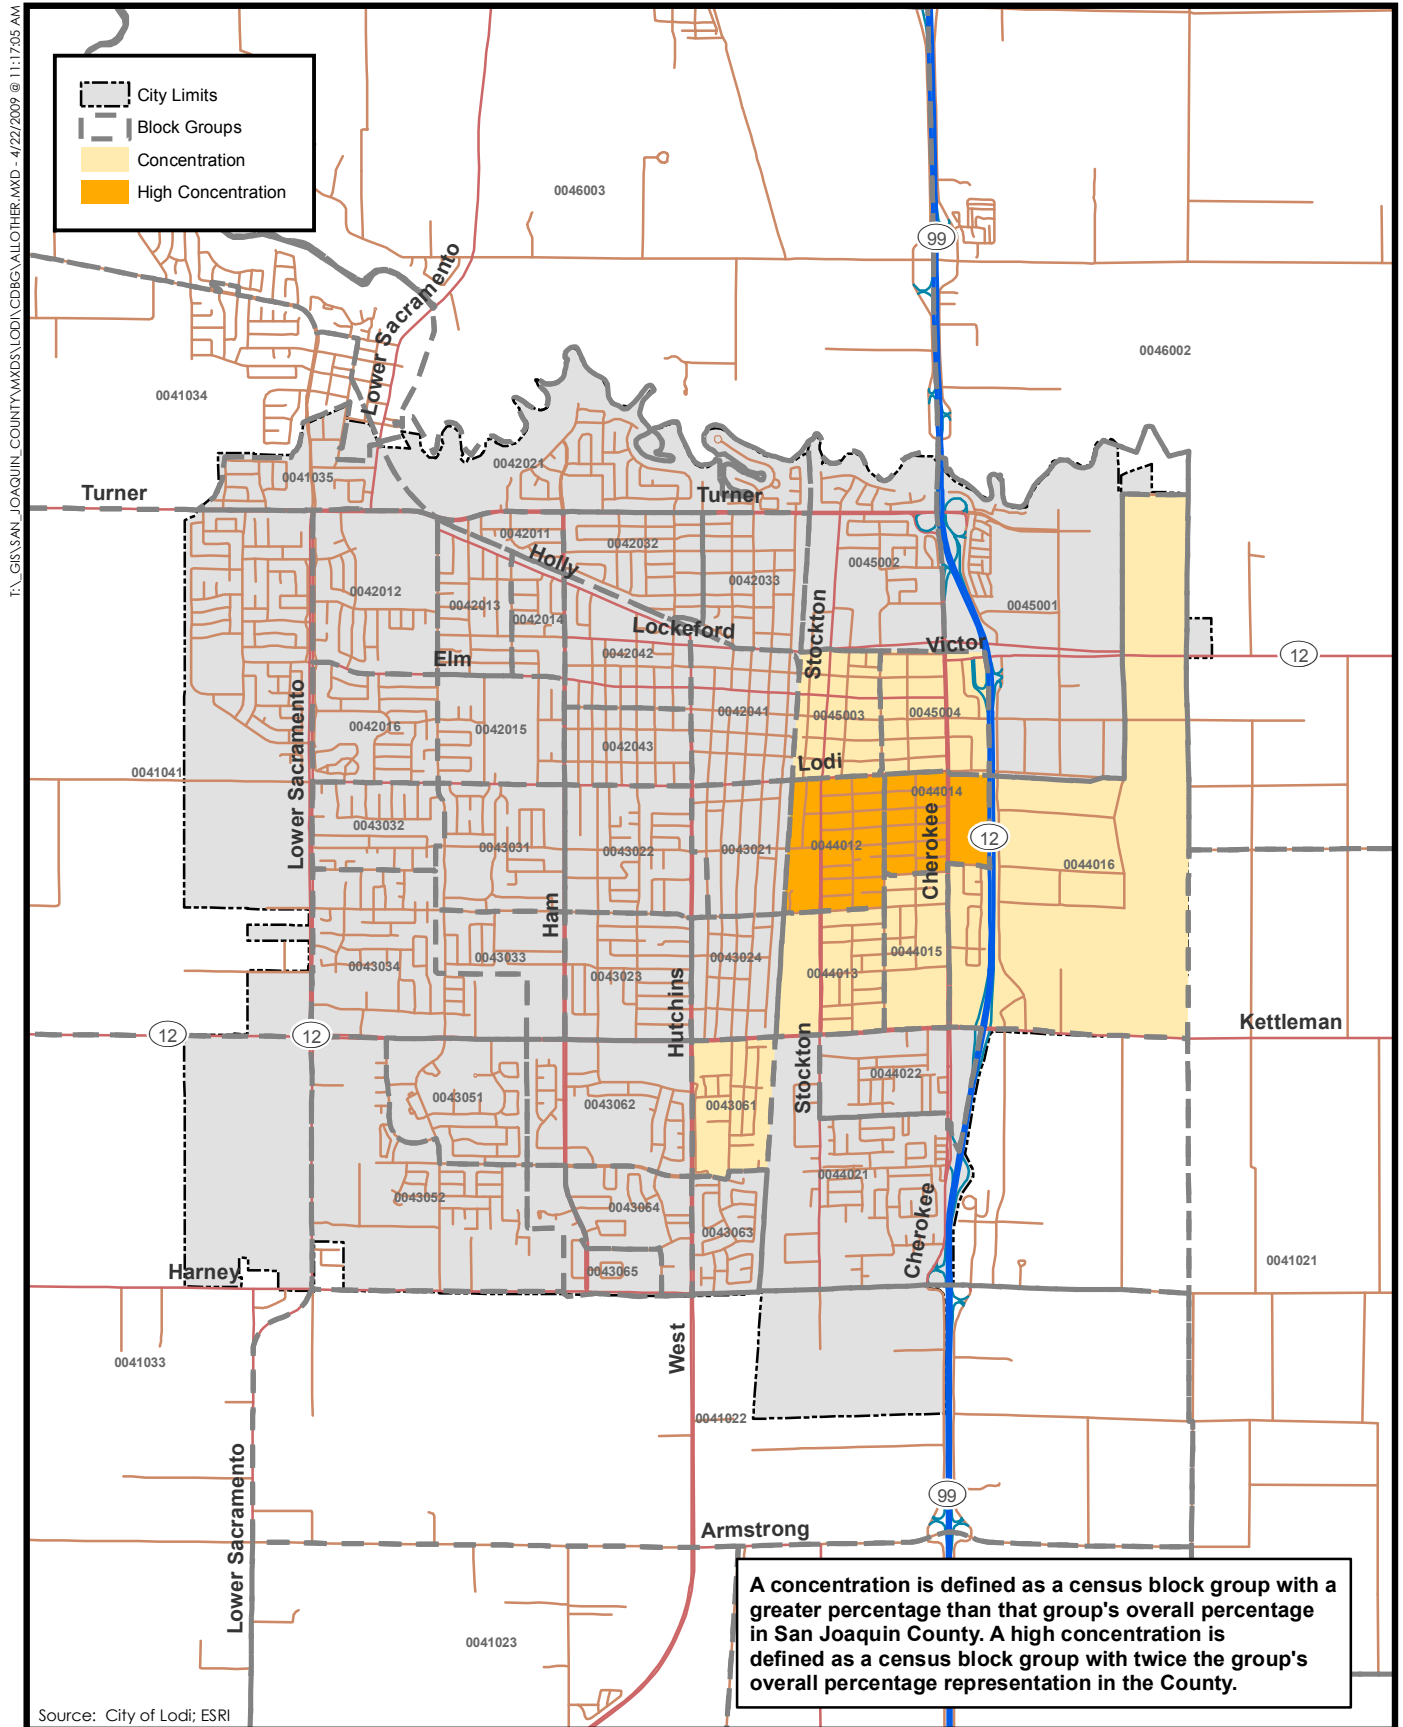 T:\_GIS\SAN_JOAQUIN_COUNTY\MXDS\LODI\CDBG\ALLOTHER.MXD - 4/22/2009 @ 11:17:05 AM
City Limits
Block Groups
Concentration
High Concentration
0046003
99
Lower Sacramento
0046002
0041034
0042021
0041035
Turner
Turner
0042011
Holly
0042032
0042033
0045002
0042012
0042013
0042014
0045001
Stockton
Lockeford
Victor
12
Elm
0042042
Lower Sacramento
0042016
0042015
0042041
0045003
0045004
0042043
0041041
Lodi
0044014
0043032
0043031
0043022
0043021
0044012
Cherokee
12
0044016
Ham
0043034
0043033
0043023
0043024
0044013
0044015
Hutchins
12
12
Kettleman
Stockton
0044022
0043051
0043062
0043061
0044021
0043052
0043064
0043063
Cherokee
Harney
0043065
0041021
West
0041033
0041022
Lower Sacramento
99
Armstrong
0041023
A concentration is defined as a census block group with a
greater percentage than that group's overall percentage
in San Joaquin County. A high concentration is
defined as a census block group with twice the group's
overall percentage representation in the County.
Source: City of Lodi; ESRI